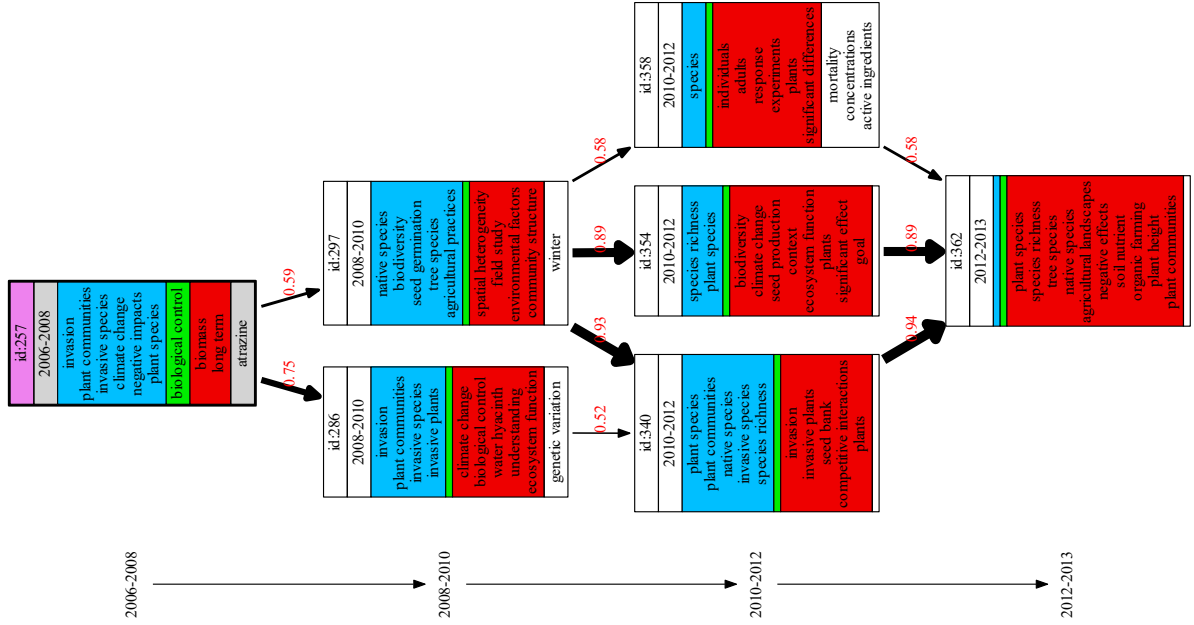 id:257
2006-2008
invasion
plant communities
invasive species
climate change
negative impacts
plant species
biological control
biomass
long term
atrazine
0.59
0.75
id:297
2008-2010
native species
biodiversity
seed germination
tree species
agricultural practices
spatial heterogeneity
field study
environmental factors
community structure
winter
id:286
2008-2010
invasion
plant communities
invasive species
invasive plants
climate change
biological control
water hyacinth
understanding
ecosystem function
genetic variation
0.58
0.89
0.93
0.52
id:358
2010-2012
species
individuals
adults
response
experiments
plants
significant differences
mortality
concentrations
active ingredients
id:354
2010-2012
species richness
plant species
biodiversity
climate change
seed production
context
ecosystem function
plants
significant effect
goal
id:340
2010-2012
plant species
plant communities
native species
invasive species
species richness
invasion
invasive plants
seed bank
competitive interactions
plants
0.58
0.89
0.94
id:362
2012-2013
plant species
species richness
tree species
native species
agricultural landscapes
negative effects
soil nutrient
organic farming
plant height
plant communities
2006-2008
2008-2010
2010-2012
2012-2013